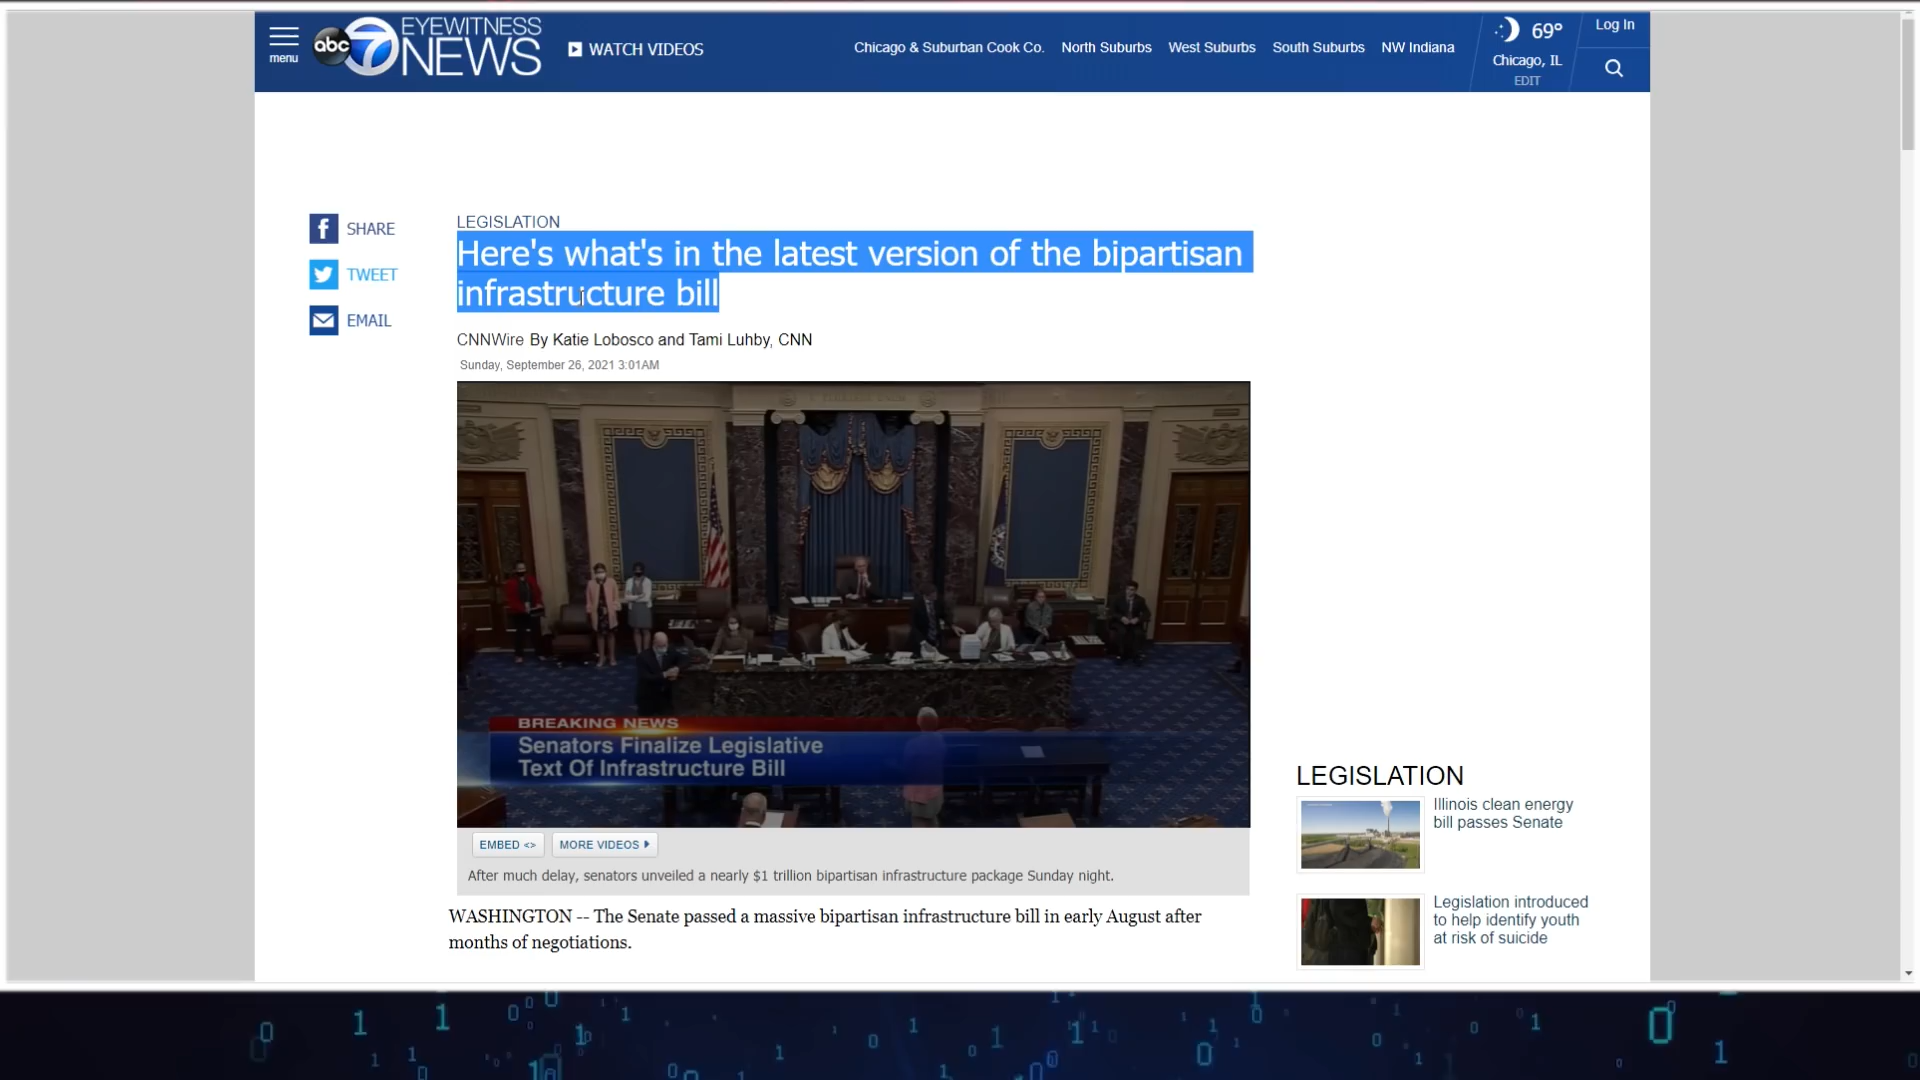 menu
abc 7 EYEWITNESS NEWS
WATCH VIDEOS
Chicago & Suburban Cook Co. North Suburbs West Suburbs South Suburbs NW Indiana
69°
Chicago, IL
EDIT
Log In
SHARE
TWEET
EMAIL
LEGISLATION
Here's what's in the latest version of the bipartisan
infrastructure bill
CNNWire By Katie Lobosco and Tami Luhby, CNN
Sunday, September 26, 2021 3:01AM
BREAKING NEWS
Senators Finalize Legislative
Text Of Infrastructure Bill
EMBED <> MORE VIDEOS
After much delay, senators unveiled a nearly $1 trillion bipartisan infrastructure package Sunday night.
WASHINGTON -- The Senate passed a massive bipartisan infrastructure bill in early August after
months of negotiations.
LEGISLATION
Illinois clean energy
bill passes Senate
Legislation introduced
to help identify youth
at risk of suicide